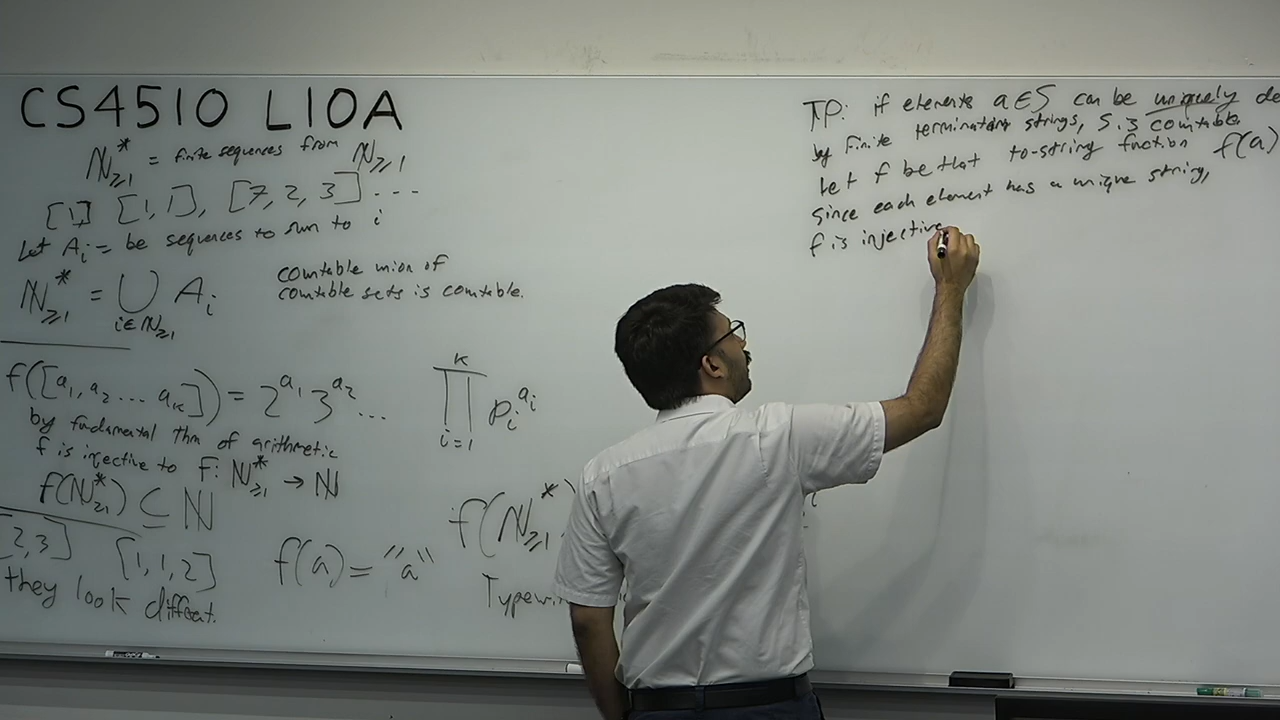 CS4510 L10A
ℕ*≥1 = finite sequences from ℕ≥1
[1] [1,1], [7, 2, 3] ....
Let Aᵢ = be sequences to sum to i
ℕ*≥1 = ⋃ i∈ℕ≥1 Aᵢ
countable union of
countable sets is countable.
f([a₁, a₂ ... aₖ]) = 2^a₁ 3^a₂ ...
∏ i=1 k pᵢ^aᵢ
by fundamental thm of arithmetic
f is injective to f: ℕ*≥1 → ℕ
f(ℕ*≥1) ⊆ ℕ
2,3] [1,1,2]
they look different.
f(a) = "a"
f(ℕ*≥1
TP: if elements a∈S can be uniquely de
by finite terminating strings, S is countable
Let f be that to-string function f(a)
since each element has a unique string,
f is injective